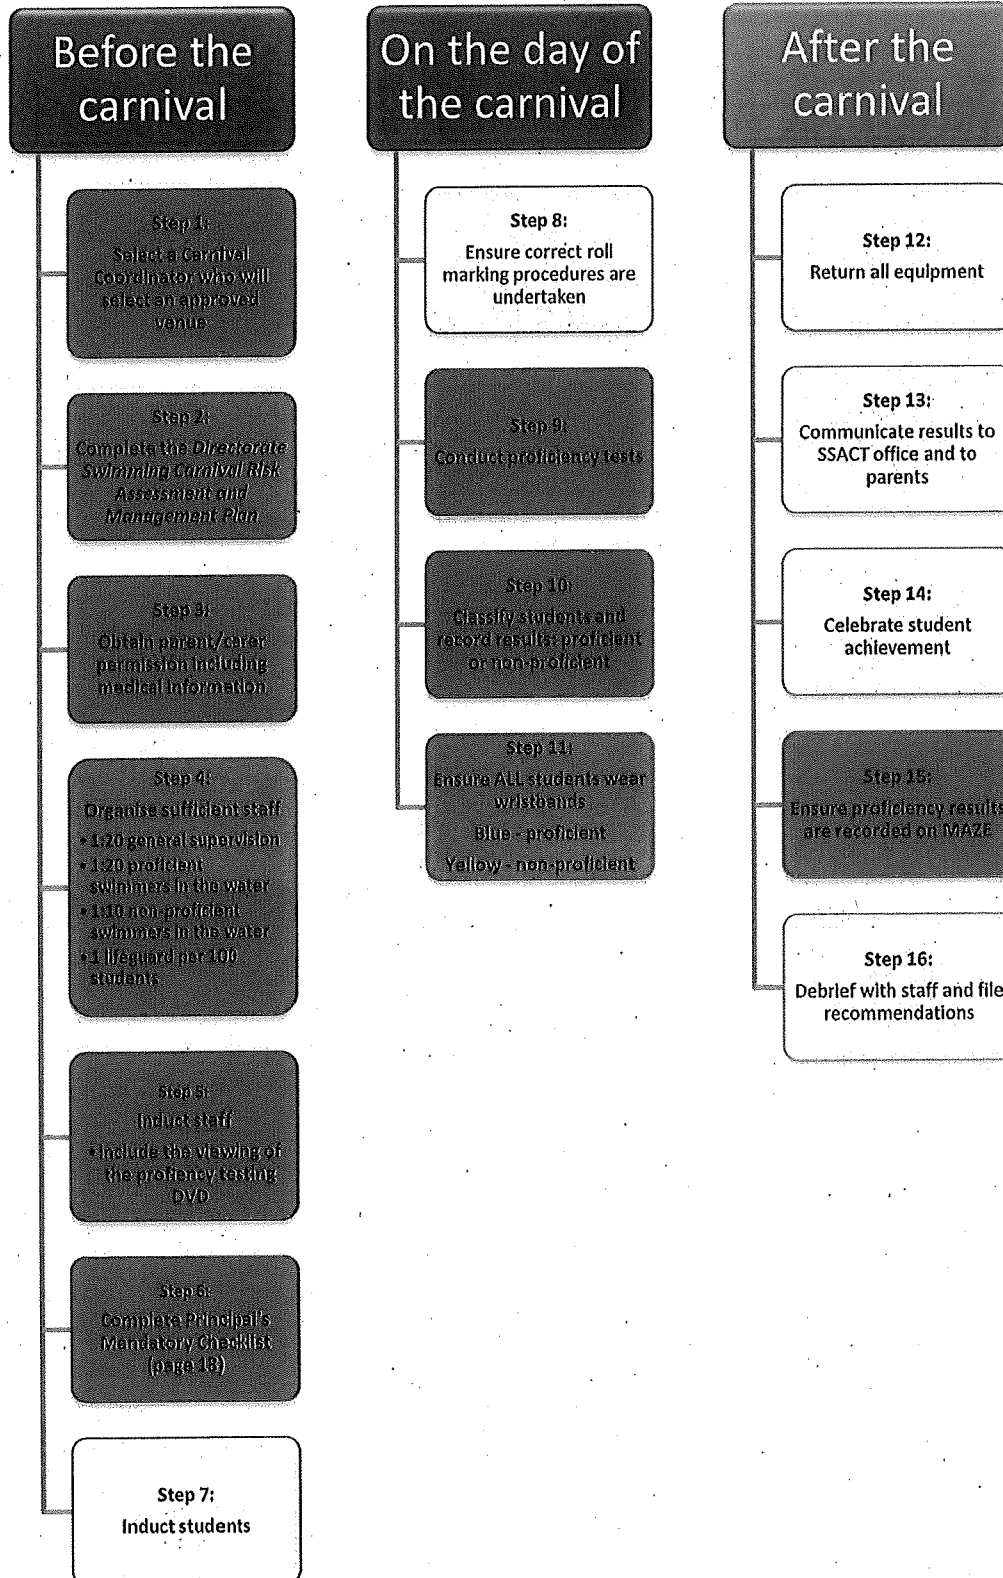 Before the
carnival
Step 1:
Select a Carnival
Coordinator who will
select an approved
venue
Step 2:
Complete the Directorate
Swimming Carnival Risk
Assessment and
Management Plan
Step 3:
Obtain parent/carer
permission including
medical information
Step 4:
Organise sufficient staff
• 1:20 general supervision
• 1:20 proficient
swimmers in the water
• 1:10 non-proficient
swimmers in the water
• 1 lifeguard per 100
students
Step 5:
Induct staff
• Include the viewing of
the profiency testing
DVD
Step 6:
Complete Principal's
Mandatory Checklist
(page 18)
Step 7:
Induct students
On the day of
the carnival
Step 8:
Ensure correct roll
marking procedures are
undertaken
Step 9:
Conduct proficiency tests
Step 10:
Classify students and
record results: proficient
or non-proficient
Step 11:
Ensure ALL students wear
wristbands
Blue - proficient
Yellow - non-proficient
After the
carnival
Step 12:
Return all equipment
Step 13:
Communicate results to
SSACT office and to
parents
Step 14:
Celebrate student
achievement
Step 15:
Ensure proficiency results
are recorded on MAZE
Step 16:
Debrief with staff and file
recommendations